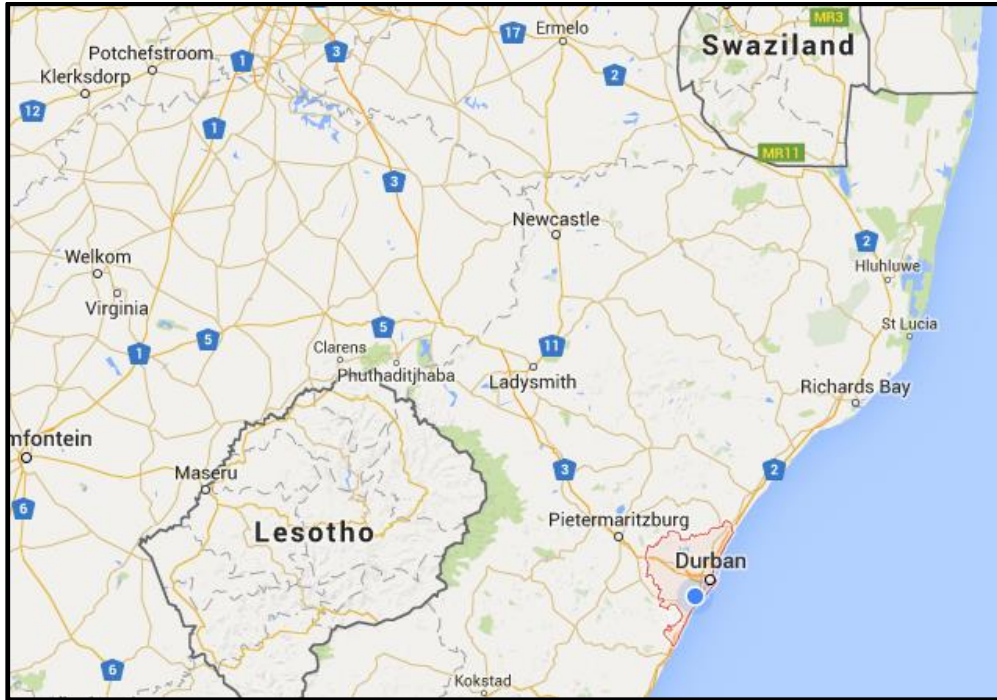 MR3
3
17
Ermelo
Swaziland
Potchefstroom
1
2
Klerksdorp
12
1
MR11
3
Newcastle
2
Welkom
Hluhluwe
Virginia
5
5
St Lucia
1
Clarens
11
Phuthaditjhaba
Ladysmith
Richards Bay
mfontein
Maseru
3
2
6
Lesotho
Pietermaritzburg
Durban
6
Kokstad